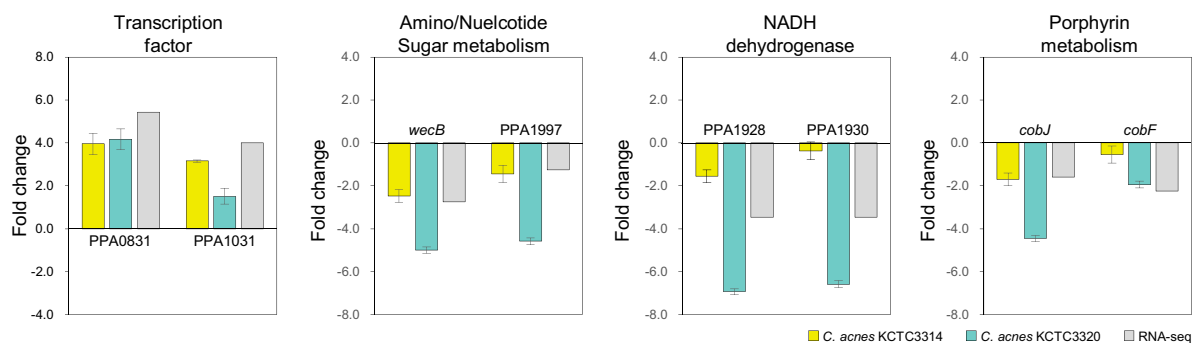 Transcription
factor
8.0
6.0
4.0
2.0
0.0
-2.0
-4.0
Fold change
PPA0831 PPA1031
Amino/Nuelcotide
Sugar metabolism
4.0
2.0
0.0
-2.0
-4.0
-6.0
-8.0
Fold change
wecB PPA1997
NADH
dehydrogenase
4.0
2.0
0.0
-2.0
-4.0
-6.0
-8.0
Fold change
PPA1928 PPA1930
Porphyrin
metabolism
4.0
2.0
0.0
-2.0
-4.0
-6.0
-8.0
Fold change
cobJ cobF
C. acnes KCTC3314 C. acnes KCTC3320 RNA-seq